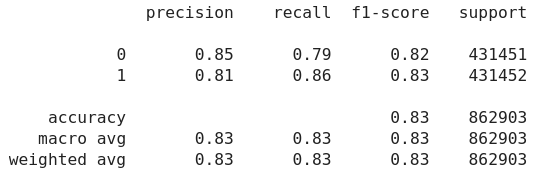 precision recall f1-score support
0 0.85 0.79 0.82 431451
1 0.81 0.86 0.83 431452
accuracy 0.83 862903
macro avg 0.83 0.83 0.83 862903
weighted avg 0.83 0.83 0.83 862903